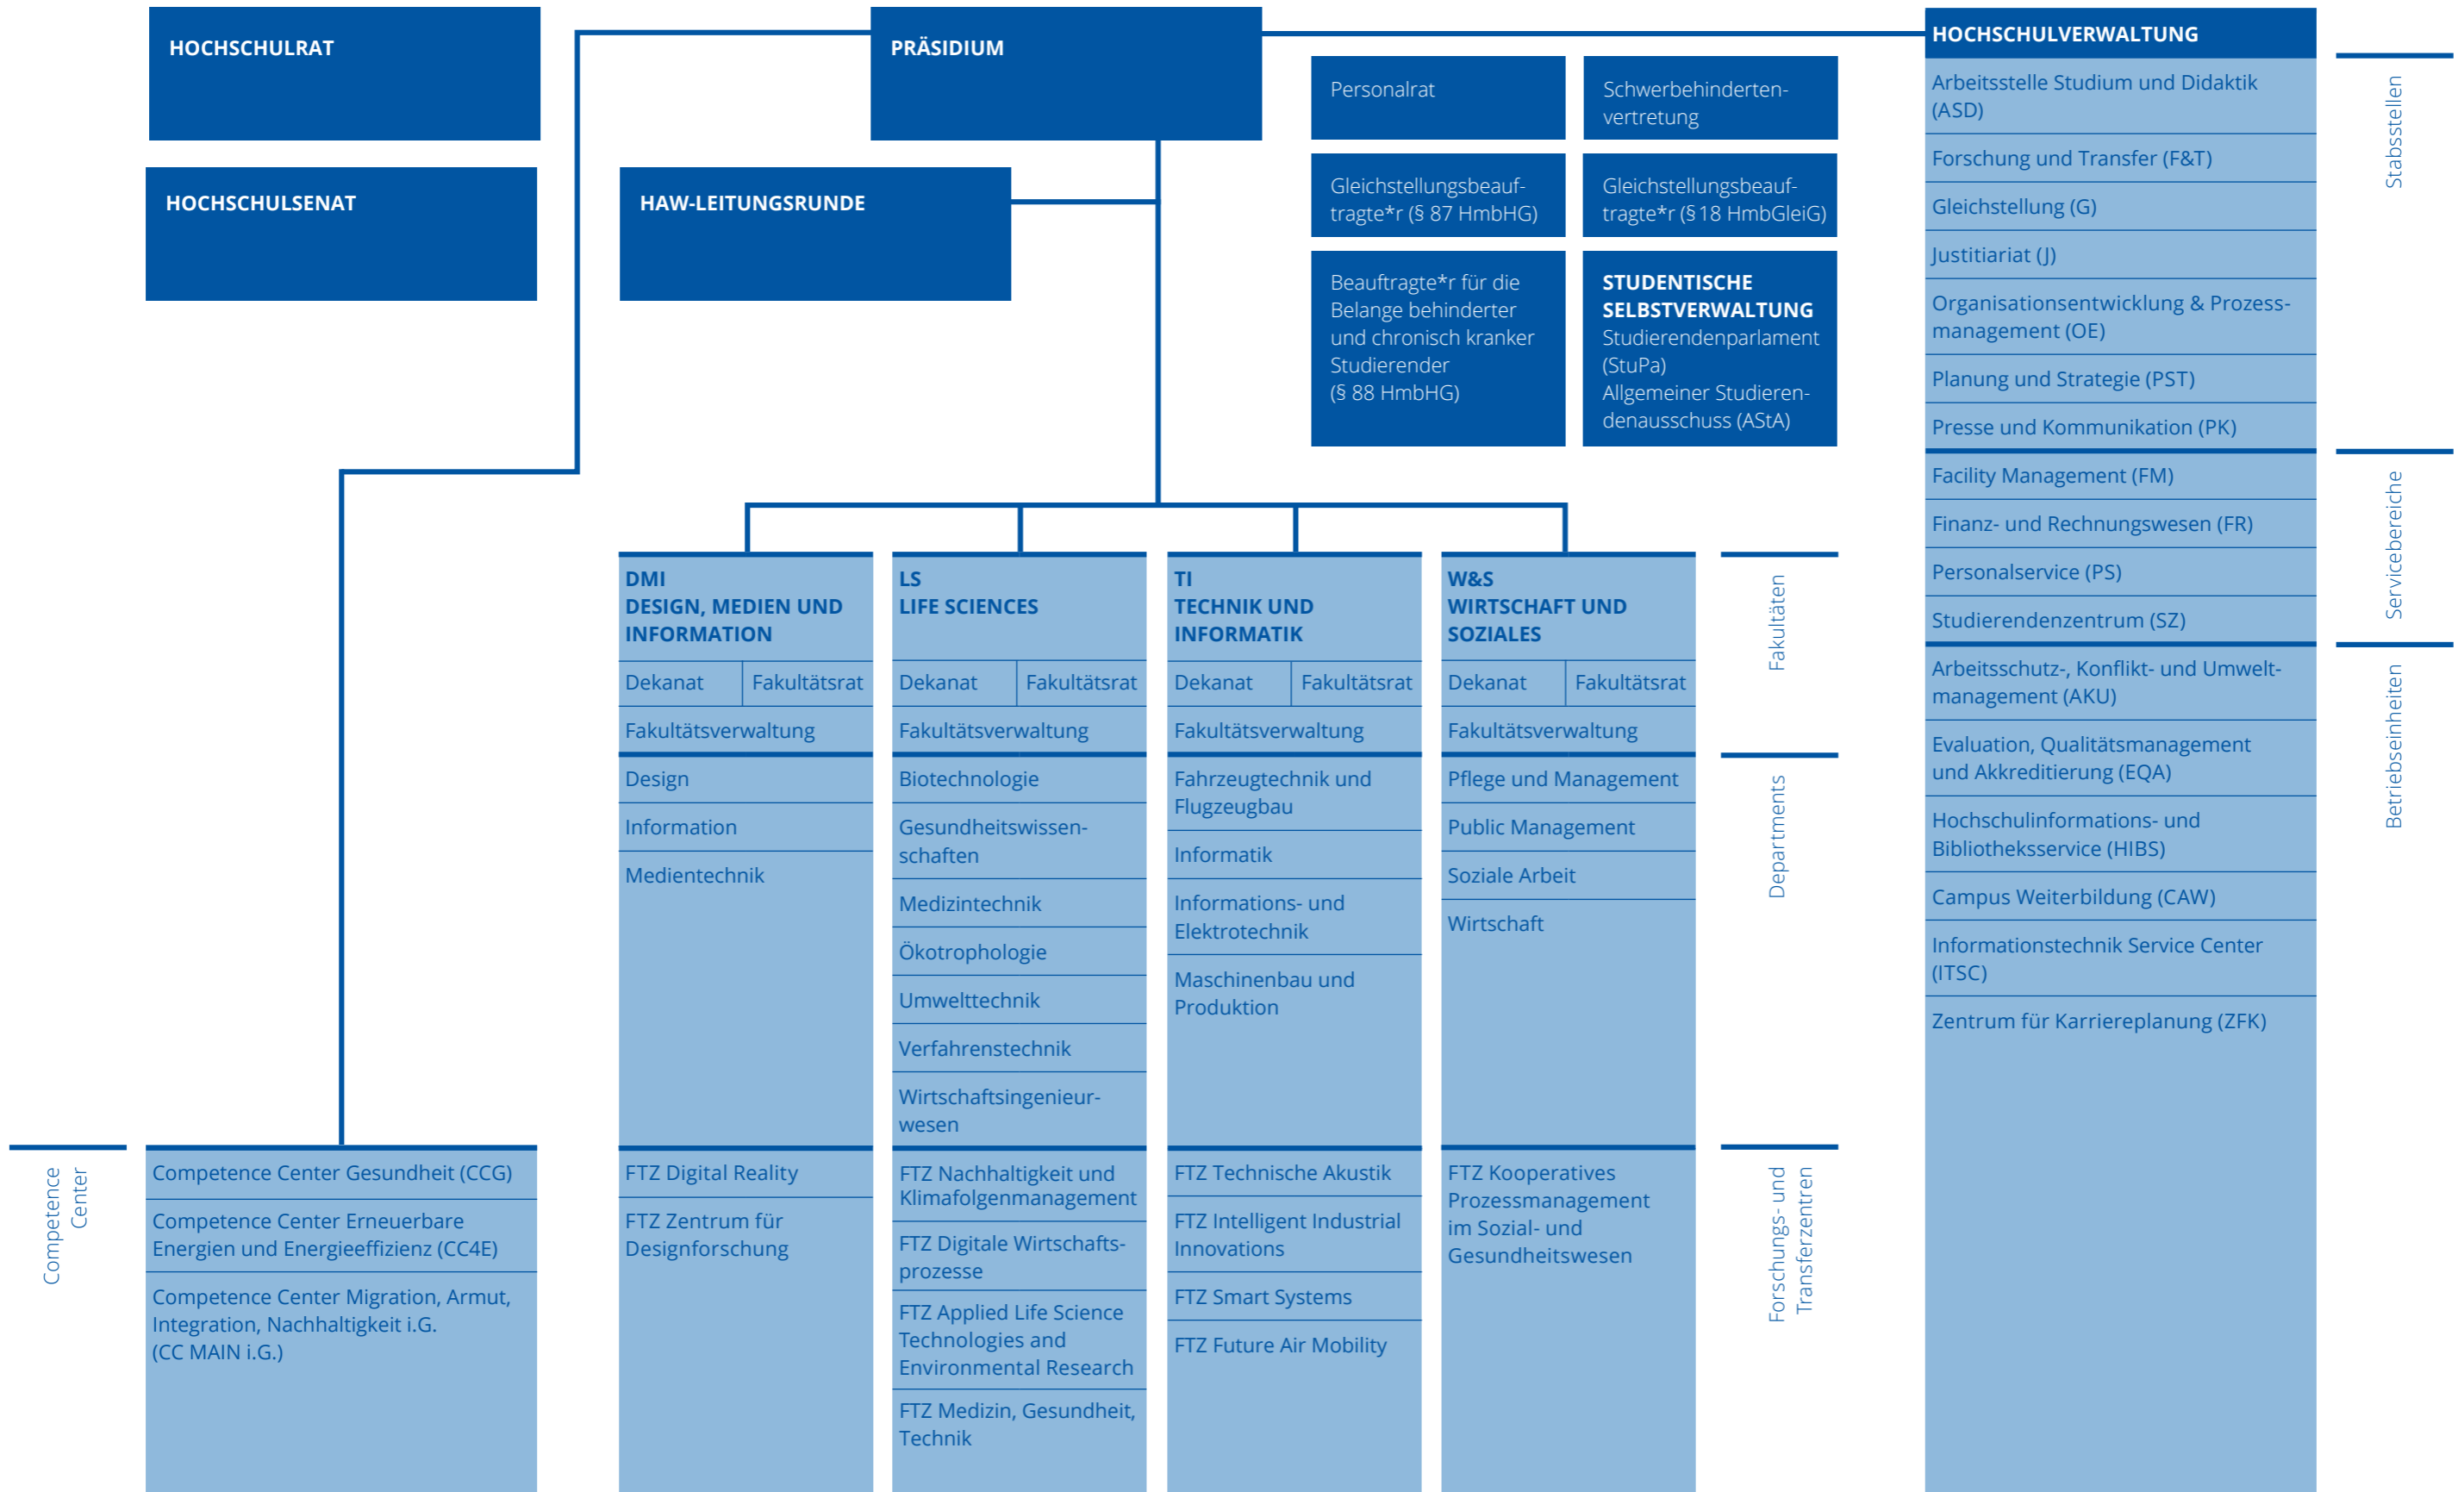 HOCHSCHULRAT
HOCHSCHULSENAT
PRÄSIDIUM
HAW-LEITUNGSRUNDE
Personalrat
Schwerbehinderten-
vertretung
Gleichstellungsbeauf-
tragte*r (§ 87 HmbHG)
Gleichstellungsbeauf-
tragte*r (§18 HmbGleiG)
Beauftragte*r für die
Belange behinderter
und chronisch kranker
Studierender
(§ 88 HmbHG)
STUDENTISCHE
SELBSTVERWALTUNG
Studierendenparlament
(StuPa)
Allgemeiner Studieren-
denausschuss (AStA)
HOCHSCHULVERWALTUNG
Stabsstellen
Arbeitsstelle Studium und Didaktik
(ASD)
Forschung und Transfer (F&T)
Gleichstellung (G)
Justitiariat (J)
Organisationsentwicklung & Prozess-
management (OE)
Planung und Strategie (PST)
Presse und Kommunikation (PK)
Servicebereiche
Facility Management (FM)
Finanz- und Rechnungswesen (FR)
Personalservice (PS)
Studierendenzentrum (SZ)
Betriebseinheiten
Arbeitsschutz-, Konflikt- und Umwelt-
management (AKU)
Evaluation, Qualitätsmanagement
und Akkreditierung (EQA)
Hochschulinformations- und
Bibliotheksservice (HIBS)
Campus Weiterbildung (CAW)
Informationstechnik Service Center
(ITSC)
Zentrum für Karriereplanung (ZFK)
Competence
Center
Competence Center Gesundheit (CCG)
Competence Center Erneuerbare
Energien und Energieeffizienz (CC4E)
Competence Center Migration, Armut,
Integration, Nachhaltigkeit i.G.
(CC MAIN i.G.)
DMI
DESIGN, MEDIEN UND
INFORMATION
Dekanat
Fakultätsrat
Fakultätsverwaltung
Design
Information
Medientechnik
FTZ Digital Reality
FTZ Zentrum für
Designforschung
LS
LIFE SCIENCES
Dekanat
Fakultätsrat
Fakultätsverwaltung
Biotechnologie
Gesundheitswissen-
schaften
Medizintechnik
Ökotrophologie
Umwelttechnik
Verfahrenstechnik
Wirtschaftsingenieur-
wesen
FTZ Nachhaltigkeit und
Klimafolgenmanagement
FTZ Digitale Wirtschafts-
prozesse
FTZ Applied Life Science
Technologies and
Environmental Research
FTZ Medizin, Gesundheit,
Technik
TI
TECHNIK UND
INFORMATIK
Dekanat
Fakultätsrat
Fakultätsverwaltung
Fahrzeugtechnik und
Flugzeugbau
Informatik
Informations- und
Elektrotechnik
Maschinenbau und
Produktion
FTZ Technische Akustik
FTZ Intelligent Industrial
Innovations
FTZ Smart Systems
FTZ Future Air Mobility
W&S
WIRTSCHAFT UND
SOZIALES
Dekanat
Fakultätsrat
Fakultätsverwaltung
Pflege und Management
Public Management
Soziale Arbeit
Wirtschaft
FTZ Kooperatives
Prozessmanagement
im Sozial- und
Gesundheitswesen
Fakultäten
Departments
Forschungs- und
Transferzentren